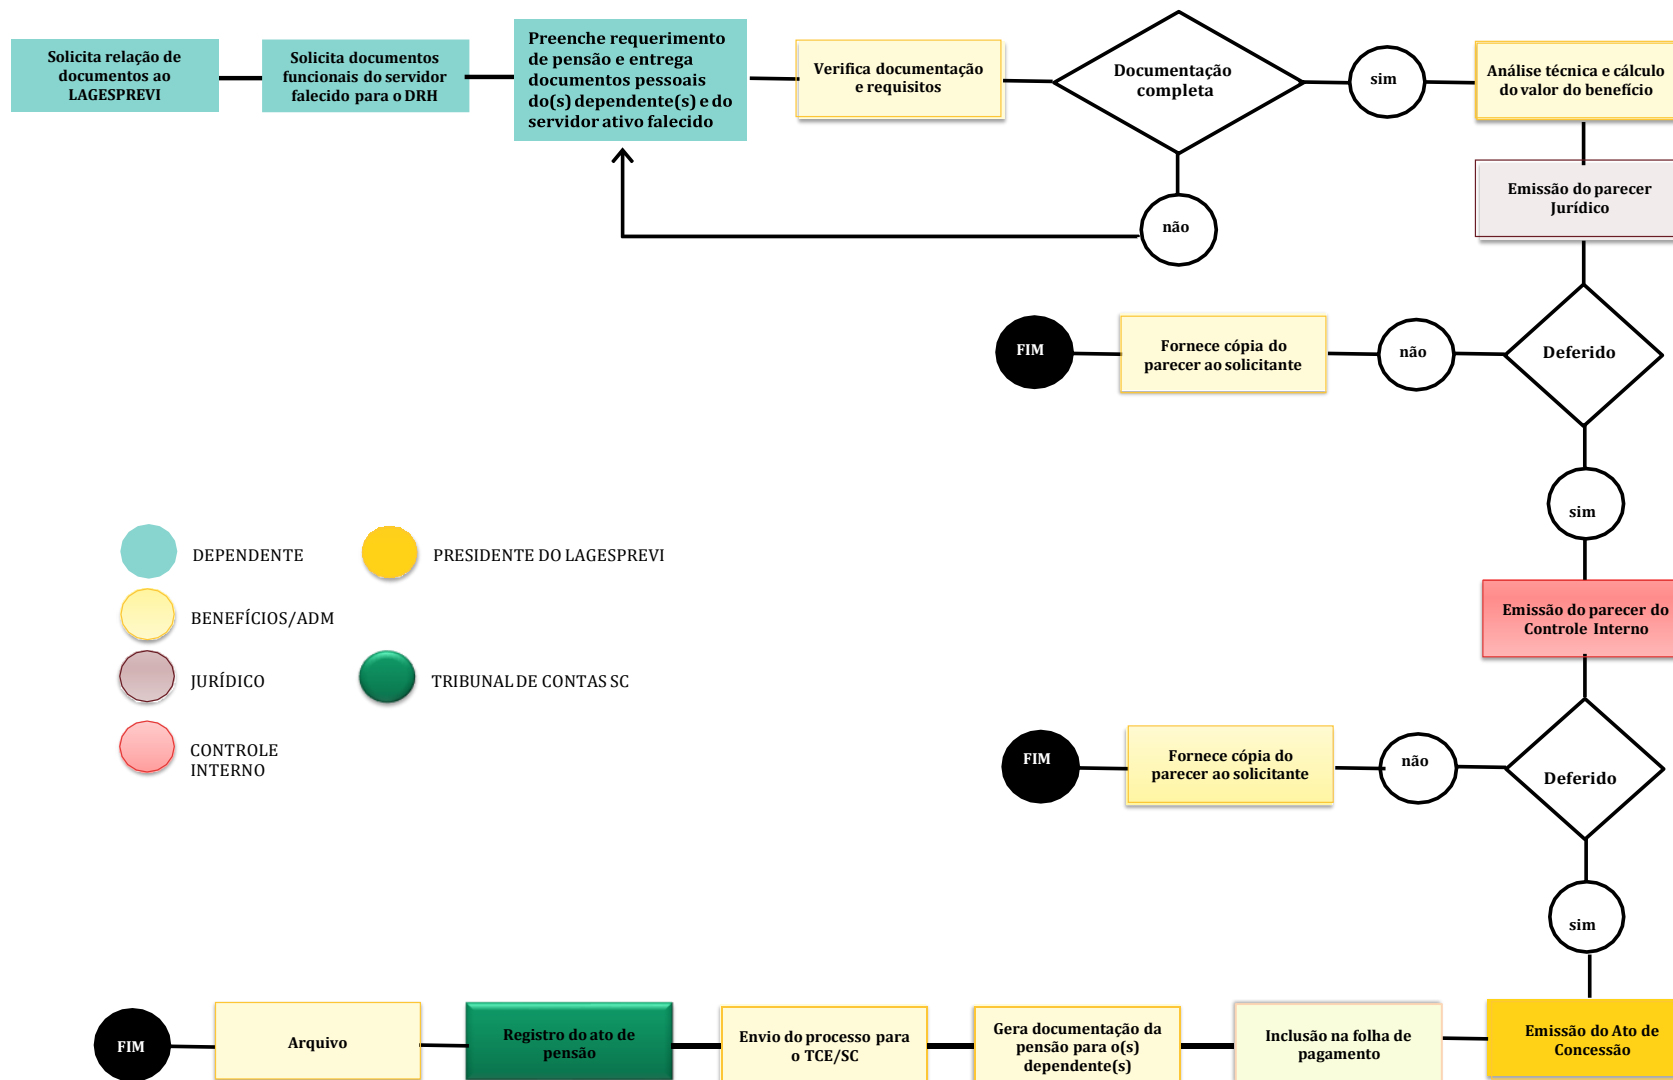 Solicita relação de
documentos ao
LAGESPREVI
Solicita documentos
funcionais do servidor
falecido para o DRH
Preenche requerimento
de pensão e entrega
documentos pessoais
do(s) dependente(s) e do
servidor ativo falecido
Verifica documentação
e requisitos
Documentação
completa
sim
Análise técnica e cálculo
do valor do benefício
não
Emissão do parecer
Jurídico
FIM
Fornece cópia do
parecer ao solicitante
não
Deferido
sim
DEPENDENTE
PRESIDENTE DO LAGESPREVI
BENEFÍCIOS/ADM
JURÍDICO
TRIBUNAL DE CONTAS SC
CONTROLE
INTERNO
Emissão do parecer do
Controle Interno
FIM
Fornece cópia do
parecer ao solicitante
não
Deferido
sim
FIM
Arquivo
Registro do ato de
pensão
Envio do processo para
o TCE/SC
Gera documentação da
pensão para o(s)
dependente(s)
Inclusão na folha de
pagamento
Emissão do Ato de
Concessão